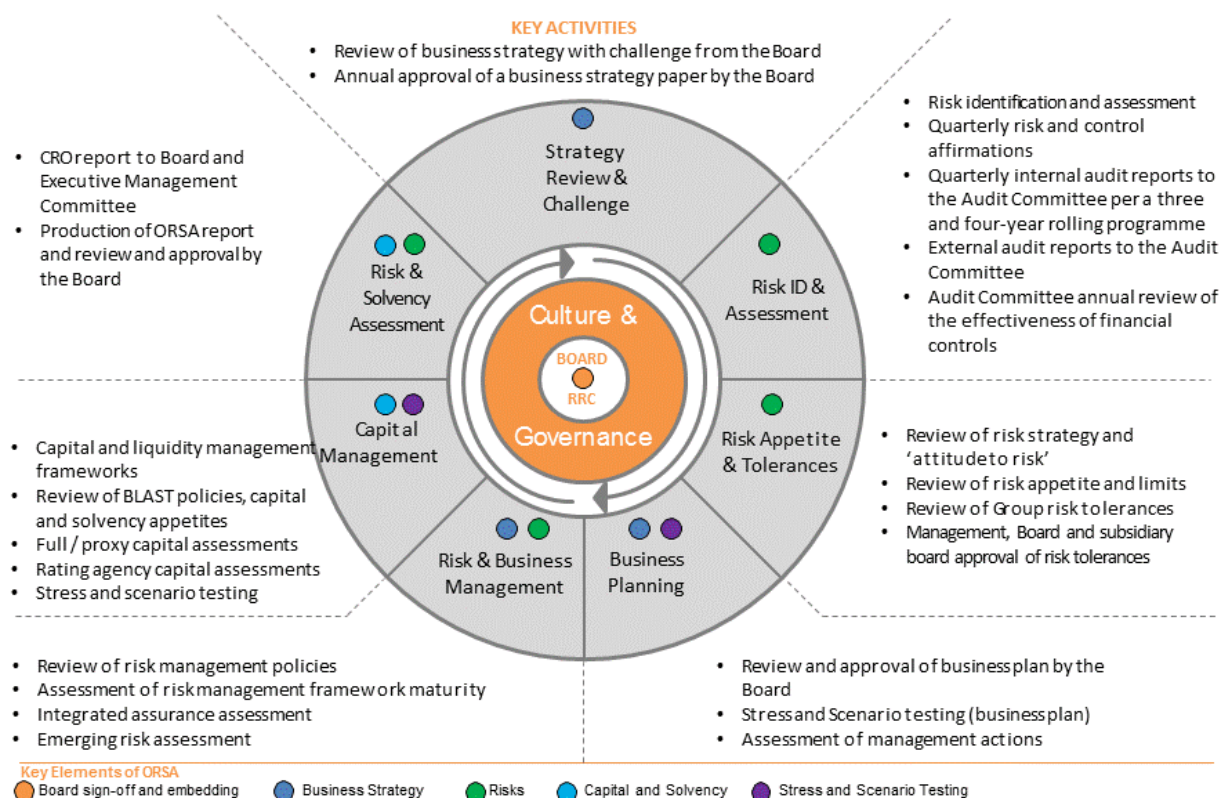 KEY ACTIVITIES
• Review of business strategy with challenge from the Board
• Annual approval of a business strategy paper by the Board
• CRO report to Board and
Executive Management
Committee
• Production of ORSA report
and review and approval by
the Board
• Risk identification and assessment
• Quarterly risk and control
affirmations
• Quarterly internal audit reports to
the Audit Committee per a three
and four-year rolling programme
• External audit reports to the Audit
Committee
• Audit Committee annual review of
the effectiveness of financial
controls
Strategy
Review &
Challenge
Risk &
Solvency
Assessment
Risk ID &
Assessment
Culture &
BOARD
RRC
Governance
Capital
Management
Risk Appetite
& Tolerances
Risk & Business
Management
Business
Planning
• Capital and liquidity management
frameworks
• Review of BLAST policies, capital
and solvency appetites
• Full / proxy capital assessments
• Rating agency capital assessments
• Stress and scenario testing
• Review of risk strategy and
‘attitude to risk’
• Review of risk appetite and limits
• Review of Group risk tolerances
• Management, Board and subsidiary
board approval of risk tolerances
• Review of risk management policies
• Assessment of risk management framework maturity
• Integrated assurance assessment
• Emerging risk assessment
• Review and approval of business plan by the
Board
• Stress and Scenario testing (business plan)
• Assessment of management actions
Key Elements of ORSA
Board sign-off and embedding
Business Strategy
Risks
Capital and Solvency
Stress and Scenario Testing